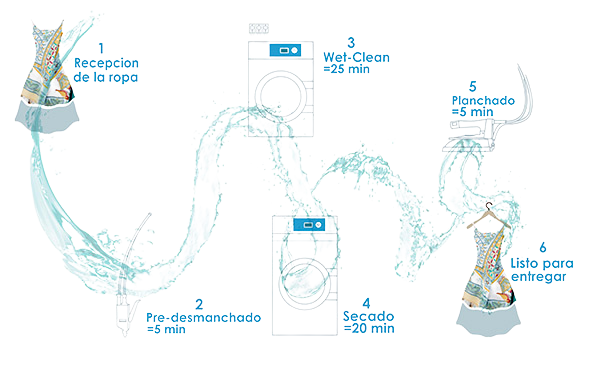 1
Recepcion
de la ropa
2
Pre-desmanchado
=5 min
3
Wet-Clean
=25 min
4
Secado
=20 min
5
Planchado
=5 min
6
Listo para
entregar